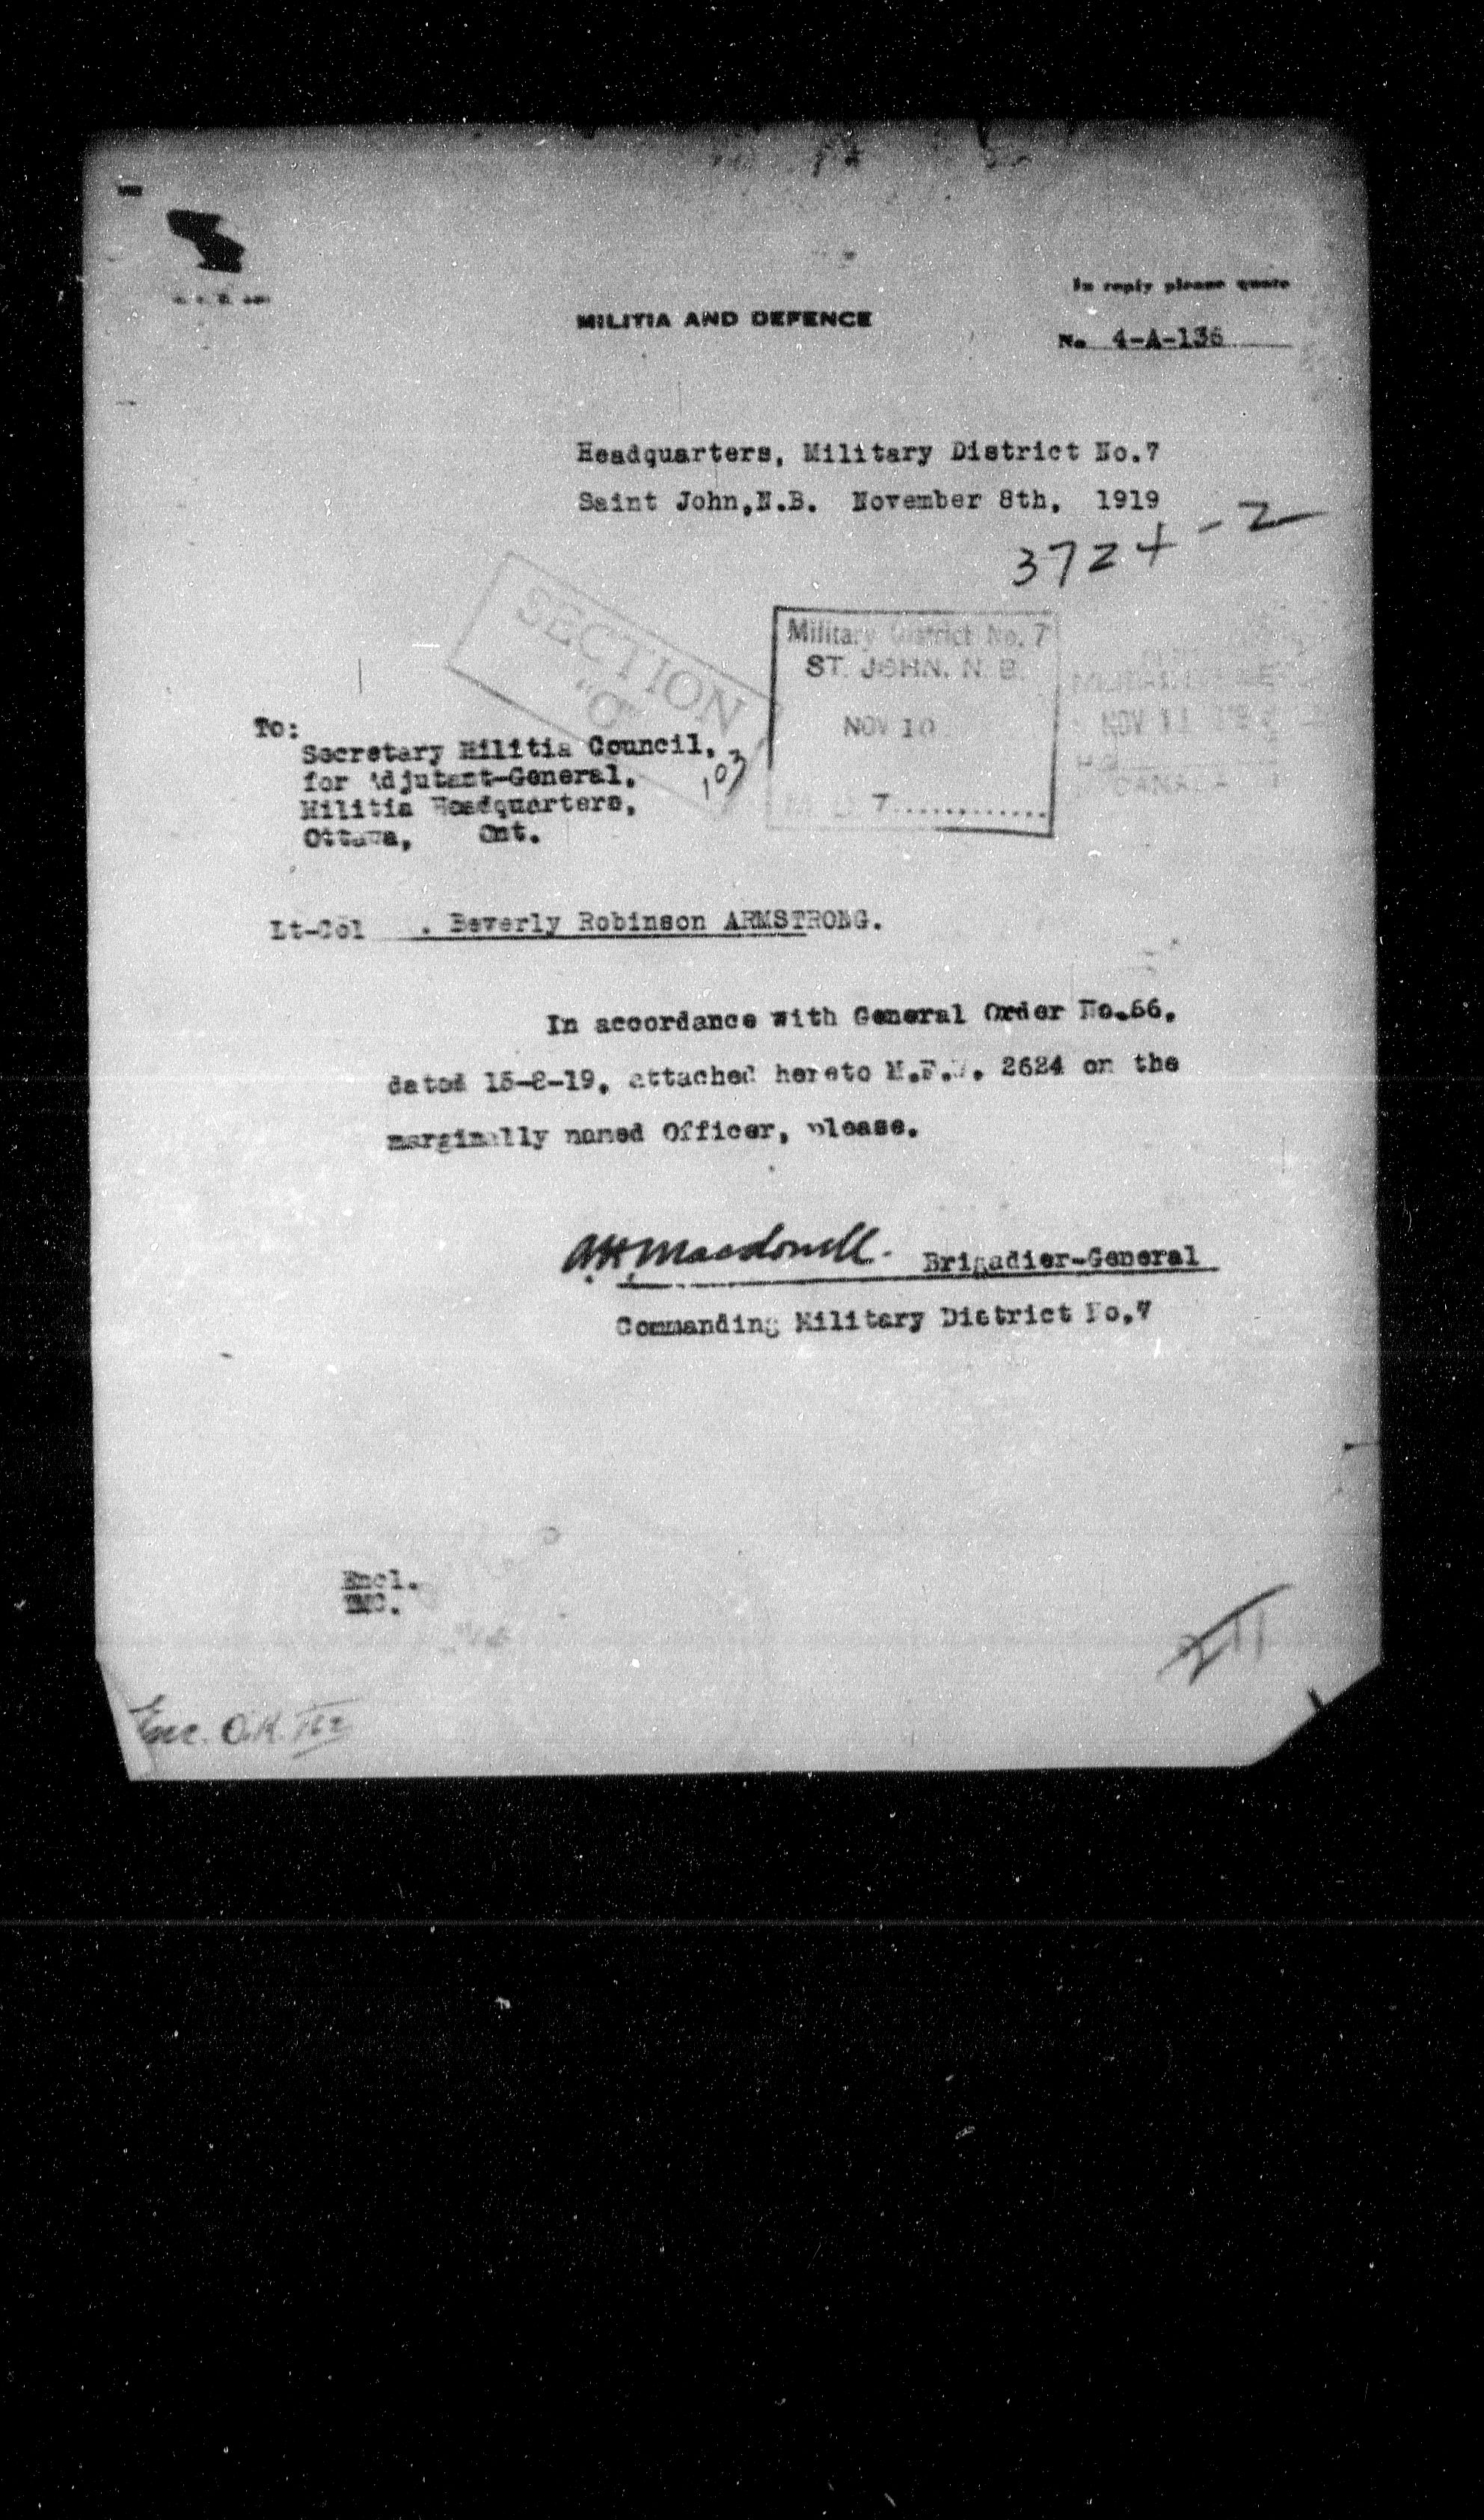 In reply please quote
MILITIA AND DEFENCE
No. 4-A-136
Headquarters, Military District No.7
Saint John,N.B. November 8th, 1919
3724-2
SECTION
"O"
Military District No. 7
ST. JOHN. N. B.
NOV 10
M. D. 7.............
NOV 11
CANADA
To:
Secretary Militia Council,
for Adjutant-General,
Militia Headquarters,
Ottawa, Ont.
103
Lt-Col . Beverly Robinson ARMSTRONG.
In accordance with General Order No.66,
dated 15-8-19, attached hereto M.F.W. 2624 on the
marginally named Officer, please.
A.H. Macdonell. Brigadier-General
Commanding Military District No.7
Encl.
Enc. O.K.